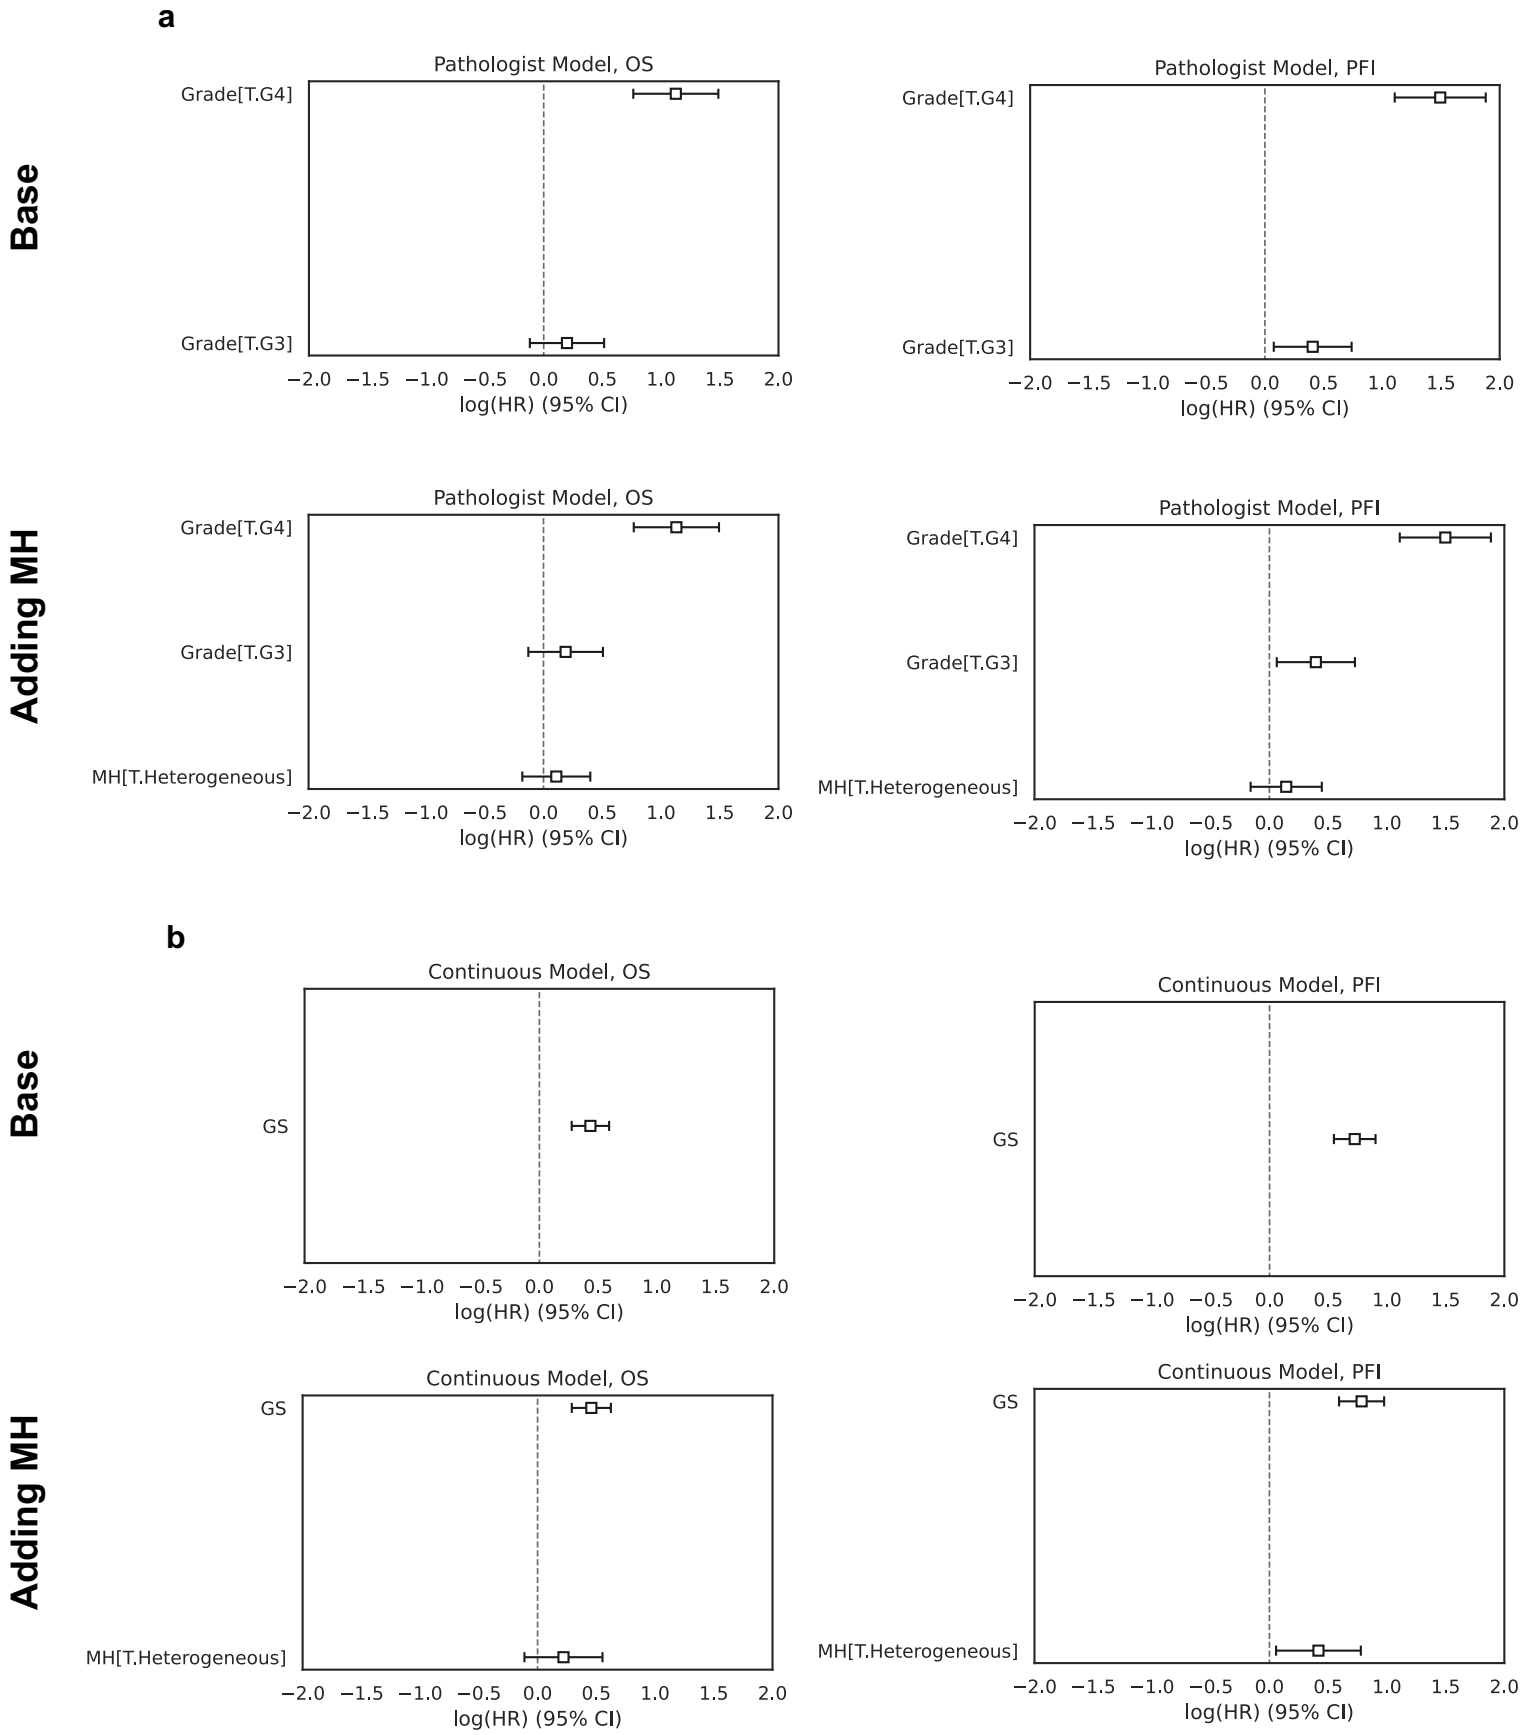 a
Base
Pathologist Model, OS
Grade[T.G4]
Grade[T.G3]
−2.0 −1.5 −1.0 −0.5 0.0 0.5 1.0 1.5 2.0
log(HR) (95% CI)
Pathologist Model, PFI
Grade[T.G4]
Grade[T.G3]
−2.0 −1.5 −1.0 −0.5 0.0 0.5 1.0 1.5 2.0
log(HR) (95% CI)
Adding MH
Pathologist Model, OS
Grade[T.G4]
Grade[T.G3]
MH[T.Heterogeneous]
−2.0 −1.5 −1.0 −0.5 0.0 0.5 1.0 1.5 2.0
log(HR) (95% CI)
Pathologist Model, PFI
Grade[T.G4]
Grade[T.G3]
MH[T.Heterogeneous]
−2.0 −1.5 −1.0 −0.5 0.0 0.5 1.0 1.5 2.0
log(HR) (95% CI)
b
Base
Continuous Model, OS
GS
−2.0 −1.5 −1.0 −0.5 0.0 0.5 1.0 1.5 2.0
log(HR) (95% CI)
Continuous Model, PFI
GS
−2.0 −1.5 −1.0 −0.5 0.0 0.5 1.0 1.5 2.0
log(HR) (95% CI)
Adding MH
Continuous Model, OS
GS
MH[T.Heterogeneous]
−2.0 −1.5 −1.0 −0.5 0.0 0.5 1.0 1.5 2.0
log(HR) (95% CI)
Continuous Model, PFI
GS
MH[T.Heterogeneous]
−2.0 −1.5 −1.0 −0.5 0.0 0.5 1.0 1.5 2.0
log(HR) (95% CI)